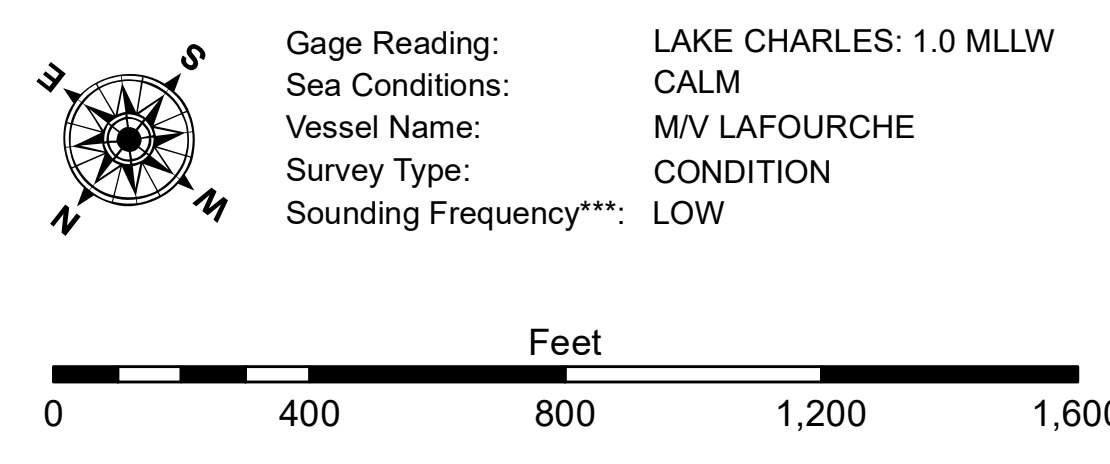 S
E
W
N
Gage Reading: LAKE CHARLES: 1.0 MLLW
Sea Conditions: CALM
Vessel Name: M/V LAFOURCHE
Survey Type: CONDITION
Sounding Frequency***: LOW
Feet
0 400 800 1,200 1,600